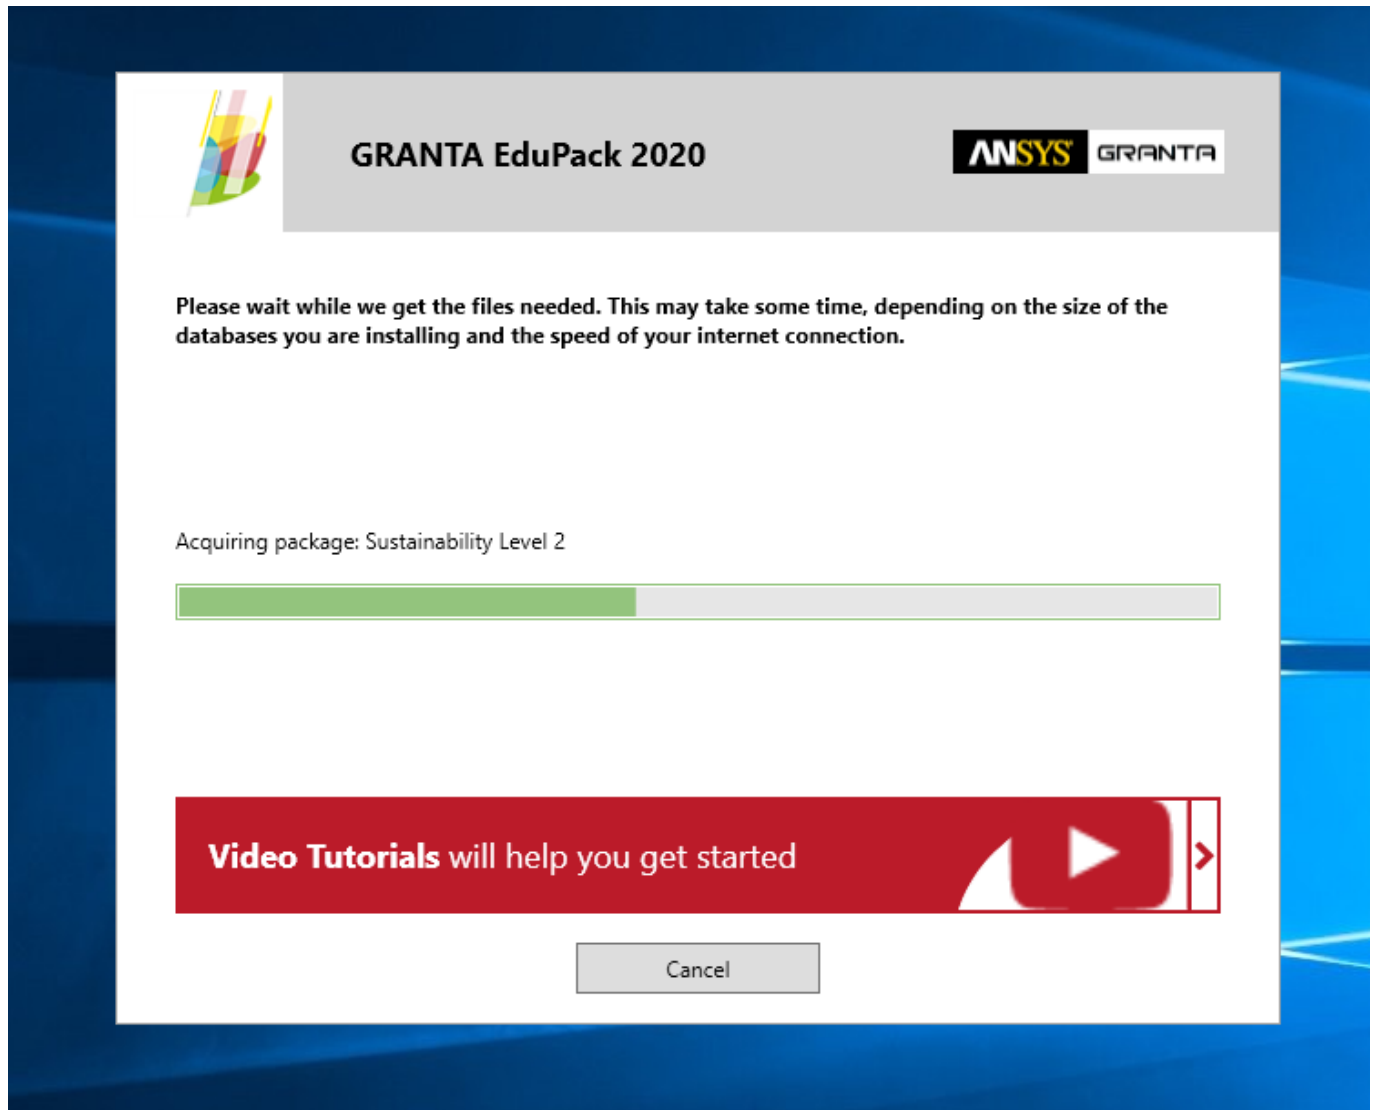 GRANTA EduPack 2020
ANSYS GRANTA
Please wait while we get the files needed. This may take some time, depending on the size of the
databases you are installing and the speed of your internet connection.
Acquiring package: Sustainability Level 2
Video Tutorials will help you get started
Cancel